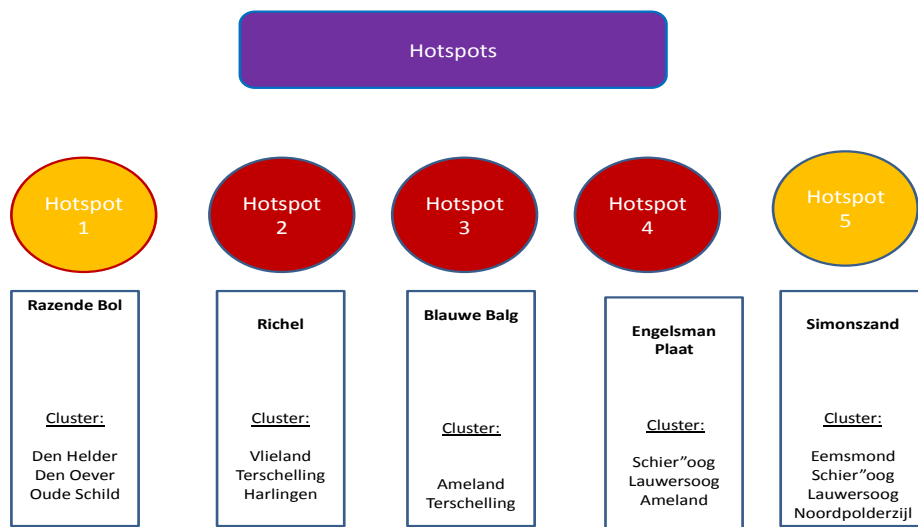 Hotspots
Hotspot
1
Hotspot
2
Hotspot
3
Hotspot
4
Hotspot
5
Razende Bol
Cluster:
Den Helder
Den Oever
Oude Schild
Richel
Cluster:
Vlieland
Terschelling
Harlingen
Blauwe Balg
Cluster:
Ameland
Terschelling
Engelsman
Plaat
Cluster:
Schier”oog
Lauwersoog
Ameland
Simonszand
Cluster:
Eemsmond
Schier”oog
Lauwersoog
Noordpolderzijl